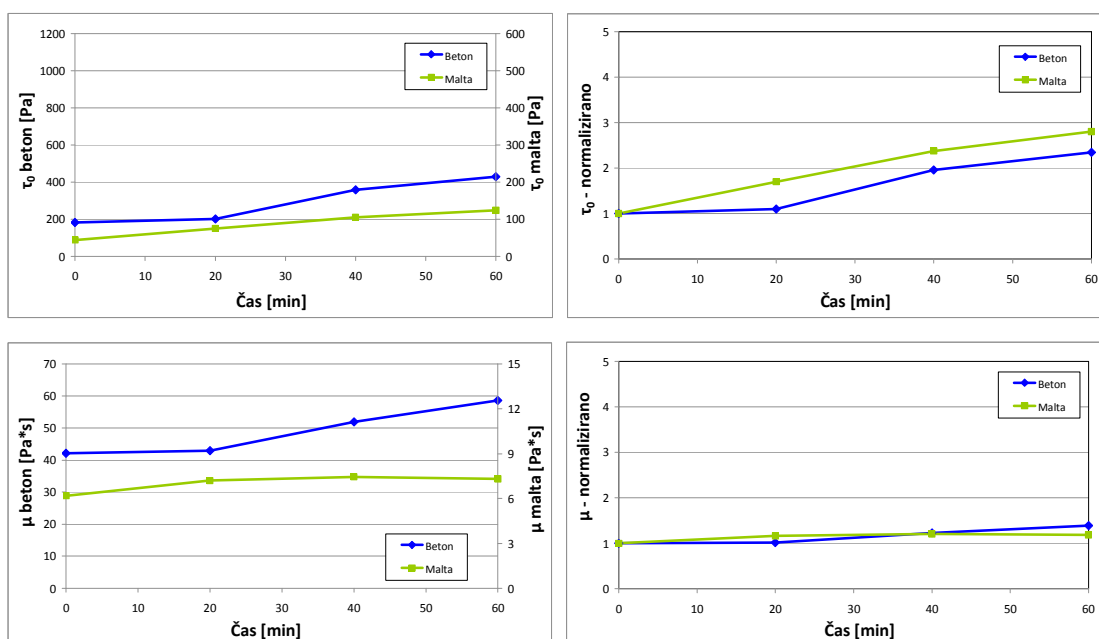 τ₀ beton [Pa]
1200
1000
800
600
400
200
0
600
500
400
300
200
100
0
τ₀ malta [Pa]
Beton
Malta
0 10 20 30 40 50 60
Čas [min]
τ₀ - normalizirano
5
4
3
2
1
0
Beton
Malta
0 10 20 30 40 50 60
Čas [min]
μ beton [Pa*s]
70
60
50
40
30
20
10
0
15
12
9
6
3
0
μ malta [Pa*s]
Beton
Malta
0 10 20 30 40 50 60
Čas [min]
μ - normalizirano
5
4
3
2
1
0
Beton
Malta
0 10 20 30 40 50 60
Čas [min]